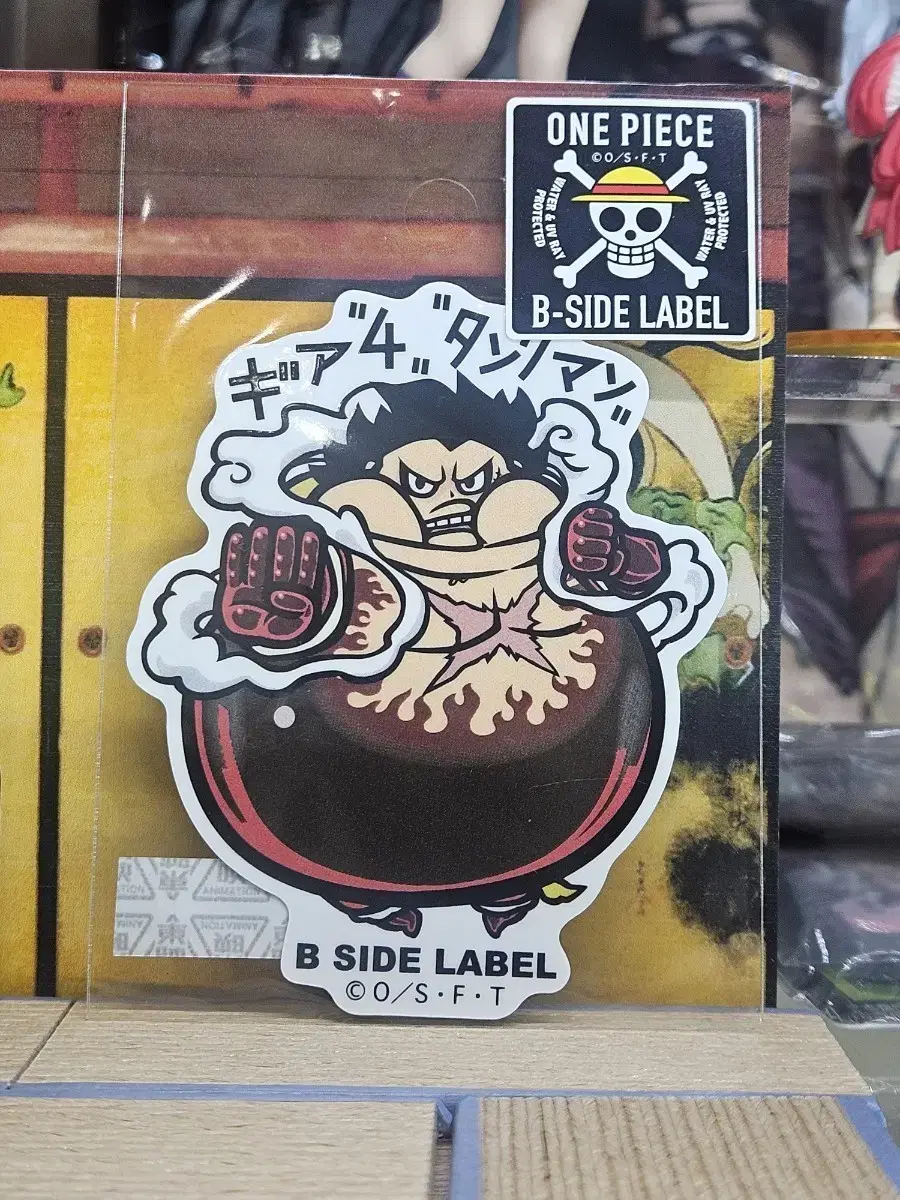 ONE PIECE
©O/S·F·T
WATER & UV RAY
PROTECTED
WATER & UV RAY
PROTECTED
B-SIDE LABEL
ギア"4" "タンクマン"
ANIMATION
B SIDE LABEL
©O/S·F·T